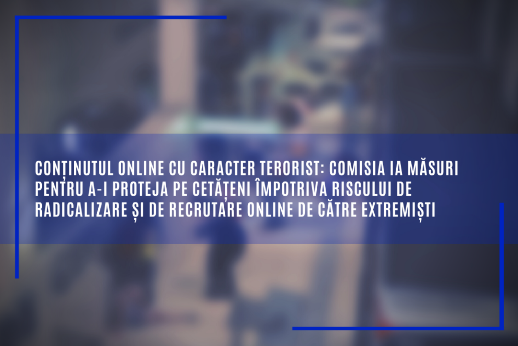 CONȚINUTUL ONLINE CU CARACTER TERORIST: COMISIA IA MĂSURI
PENTRU A-I PROTEJA PE CETĂȚENI ÎMPOTRIVA RISCULUI DE
RADICALIZARE ȘI DE RECRUTARE ONLINE DE CĂTRE EXTREMIȘTI